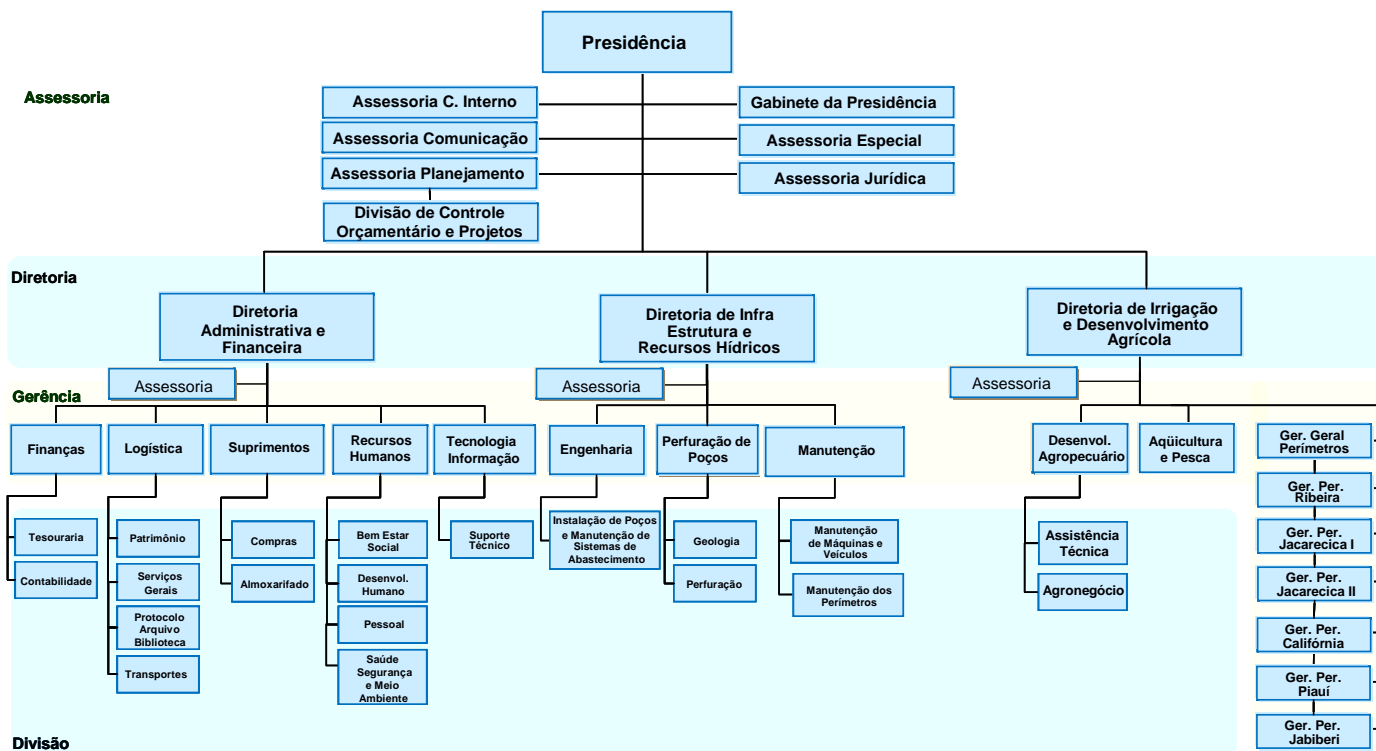 Presidência
Assessoria
Assessoria C. Interno
Gabinete da Presidência
Assessoria Comunicação
Assessoria Especial
Assessoria Planejamento
Assessoria Jurídica
Divisão de Controle
Orçamentário e Projetos
Diretoria
Diretoria
Administrativa e
Financeira
Diretoria de Infra
Estrutura e
Recursos Hídricos
Diretoria de Irrigação
e Desenvolvimento
Agrícola
Assessoria
Assessoria
Assessoria
Gerência
Finanças
Logística
Suprimentos
Recursos
Humanos
Tecnologia
Informação
Engenharia
Perfuração de
Poços
Manutenção
Desenvol.
Agropecuário
Aqüicultura
e Pesca
Ger. Geral
Perímetros
Ger. Per.
Ribeira
Ger. Per.
Jacarecica I
Ger. Per.
Jacarecica II
Ger. Per.
Califórnia
Ger. Per.
Piauí
Ger. Per.
Jabiberi
Tesouraria
Contabilidade
Patrimônio
Serviços
Gerais
Protocolo
Arquivo
Biblioteca
Transportes
Compras
Almoxarifado
Bem Estar
Social
Desenvol.
Humano
Pessoal
Saúde
Segurança
e Meio
Ambiente
Suporte
Técnico
Instalação de Poços
e Manutenção de
Sistemas de
Abastecimento
Geologia
Perfuração
Manutenção
de Máquinas e
Veículos
Manutenção dos
Perímetros
Assistência
Técnica
Agronegócio
Divisão